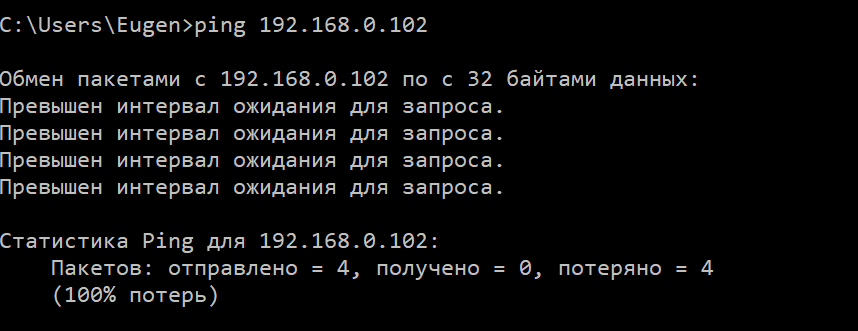 C:\Users\Eugen>ping 192.168.0.102
Обмен пакетами с 192.168.0.102 по с 32 байтами данных:
Превышен интервал ожидания для запроса.
Превышен интервал ожидания для запроса.
Превышен интервал ожидания для запроса.
Превышен интервал ожидания для запроса.
Статистика Ping для 192.168.0.102:
Пакетов: отправлено = 4, получено = 0, потеряно = 4
(100% потерь)